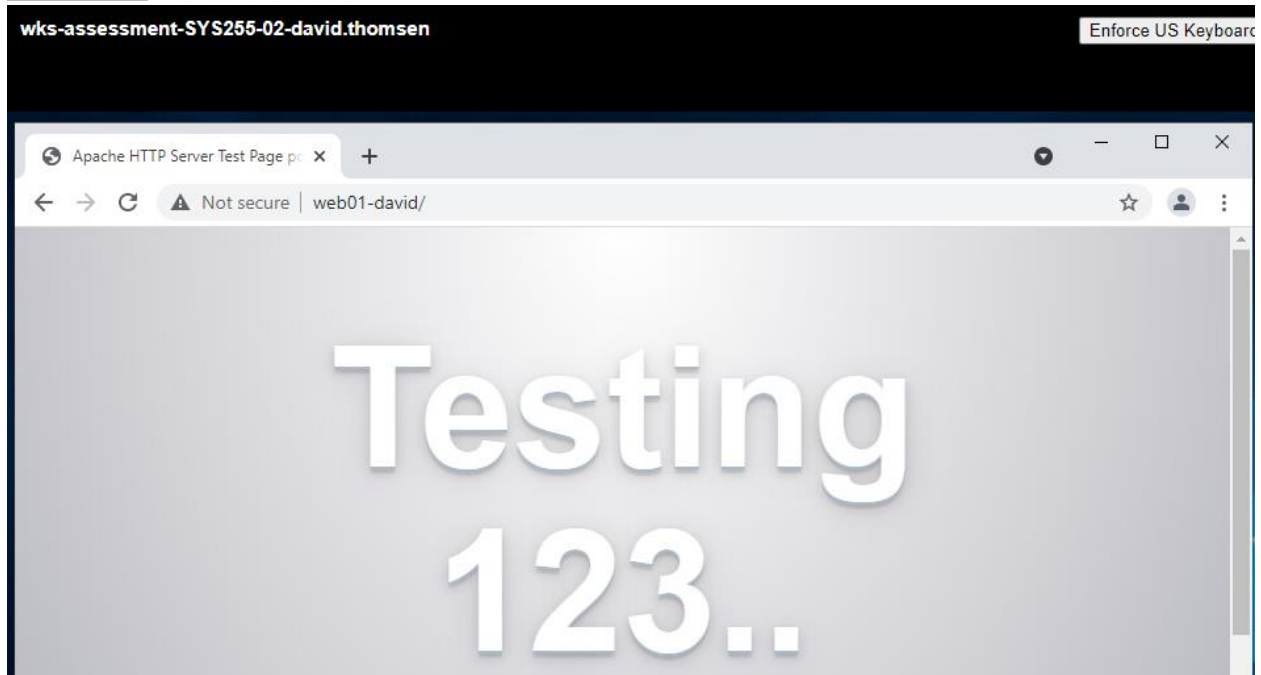 wks-assessment-SYS255-02-david.thomsen
Enforce US Keyboard
Apache HTTP Server Test Page po
Not secure | web01-david/
Testing
123..